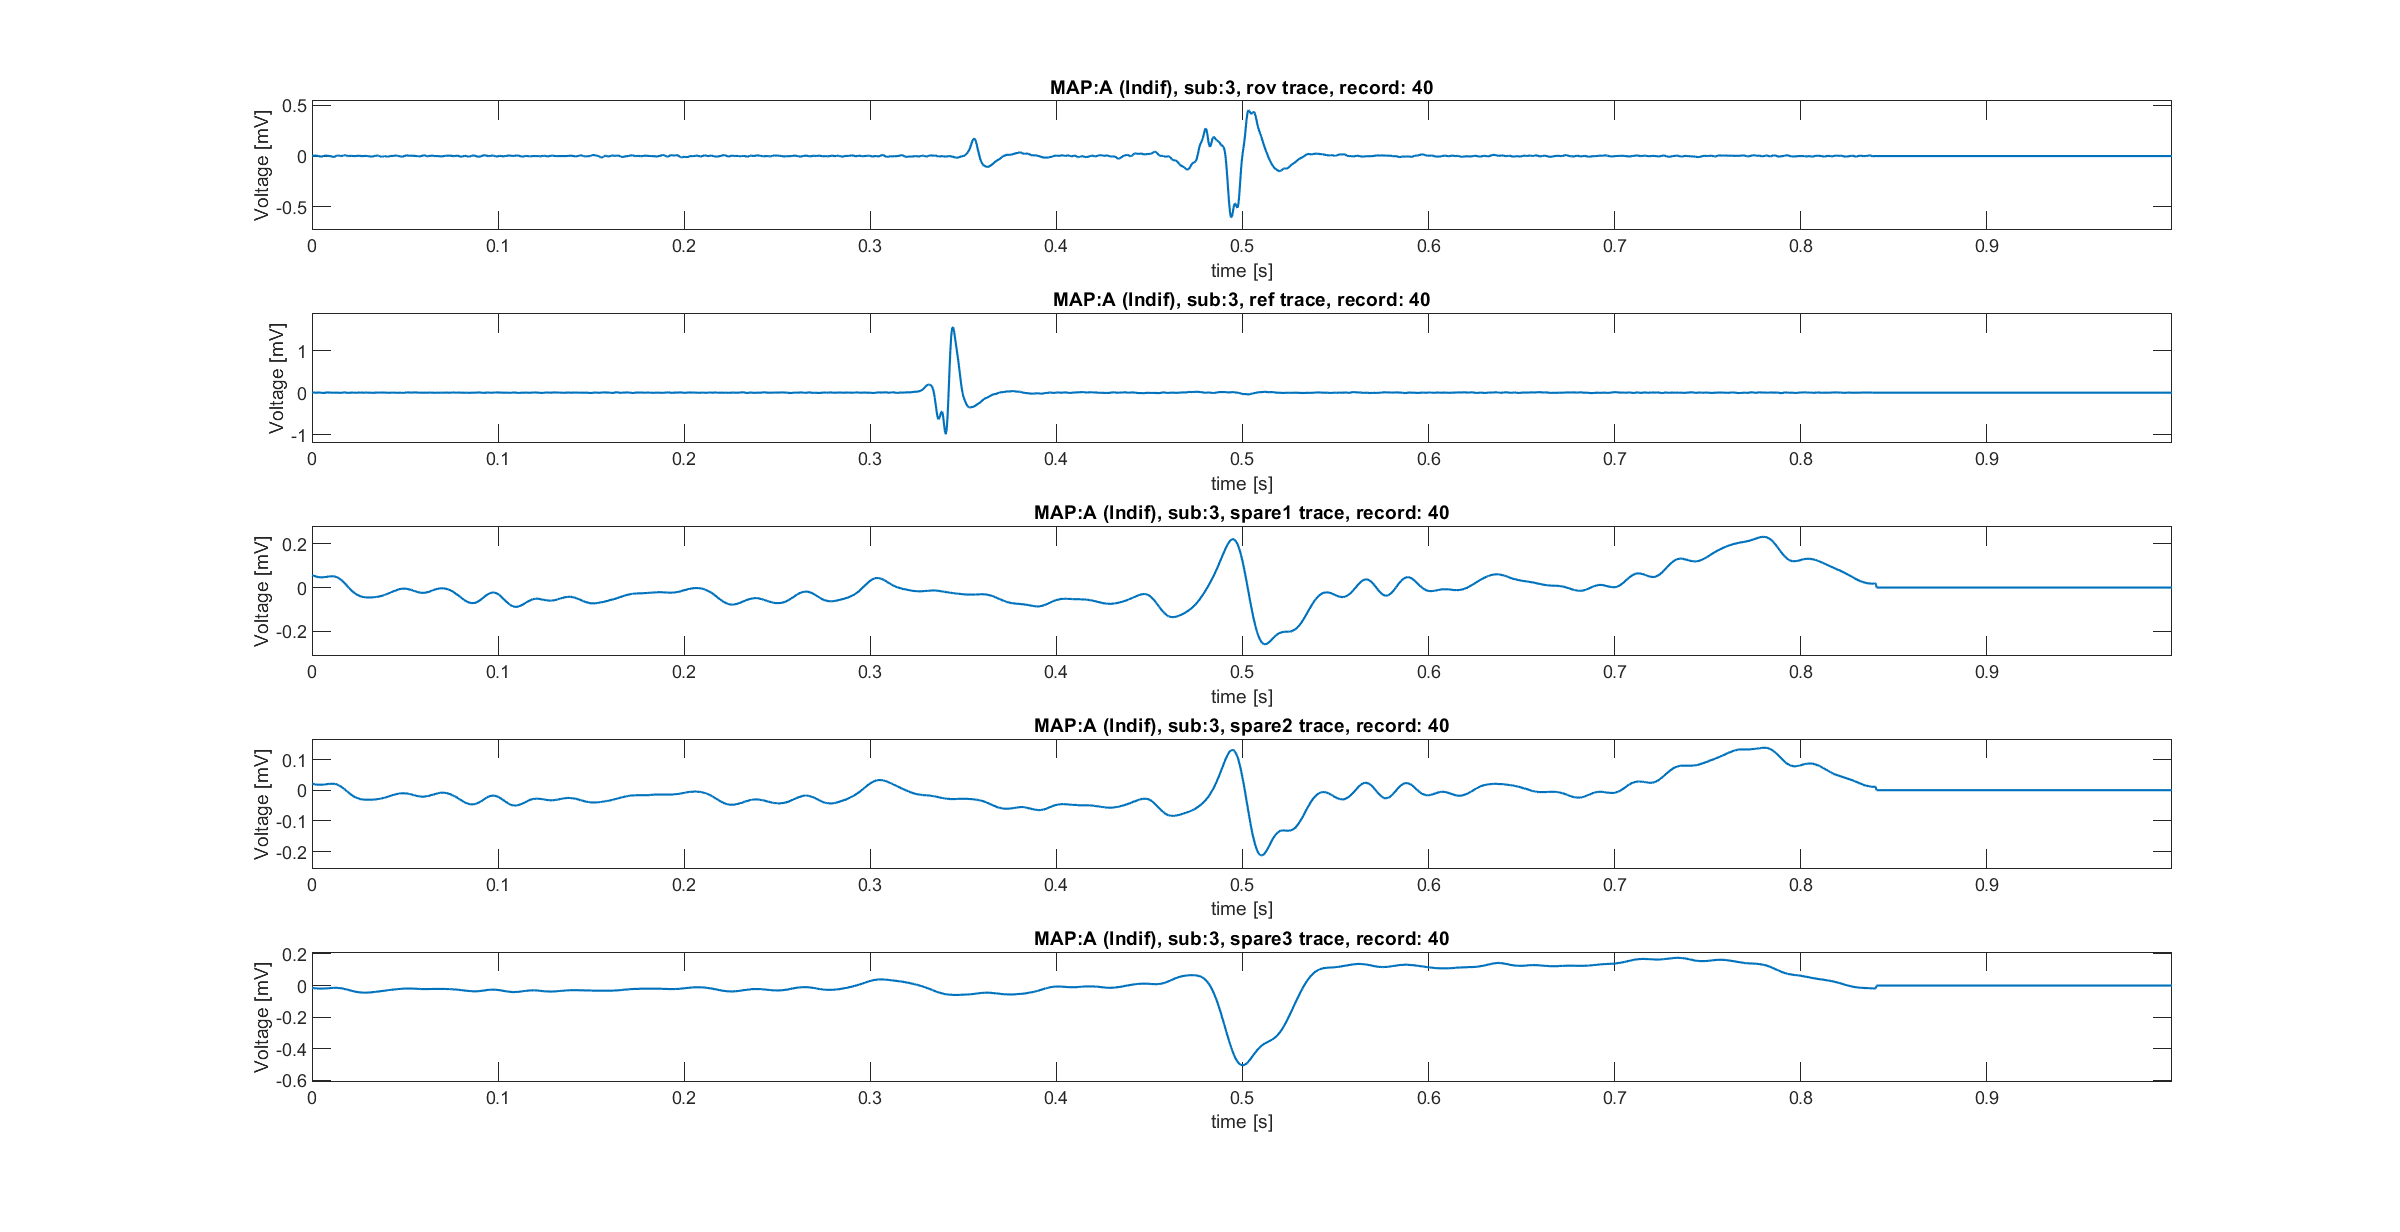 MAP:A (Indif), sub:3, rov trace, record: 40
Voltage [mV]
0.5
0
-0.5
0 0.1 0.2 0.3 0.4 0.5 0.6 0.7 0.8 0.9
time [s]
MAP:A (Indif), sub:3, ref trace, record: 40
Voltage [mV]
1
0
-1
0 0.1 0.2 0.3 0.4 0.5 0.6 0.7 0.8 0.9
time [s]
MAP:A (Indif), sub:3, spare1 trace, record: 40
Voltage [mV]
0.2
0
-0.2
0 0.1 0.2 0.3 0.4 0.5 0.6 0.7 0.8 0.9
time [s]
MAP:A (Indif), sub:3, spare2 trace, record: 40
Voltage [mV]
0.1
0
-0.1
-0.2
0 0.1 0.2 0.3 0.4 0.5 0.6 0.7 0.8 0.9
time [s]
MAP:A (Indif), sub:3, spare3 trace, record: 40
Voltage [mV]
0.2
0
-0.2
-0.4
-0.6
0 0.1 0.2 0.3 0.4 0.5 0.6 0.7 0.8 0.9
time [s]